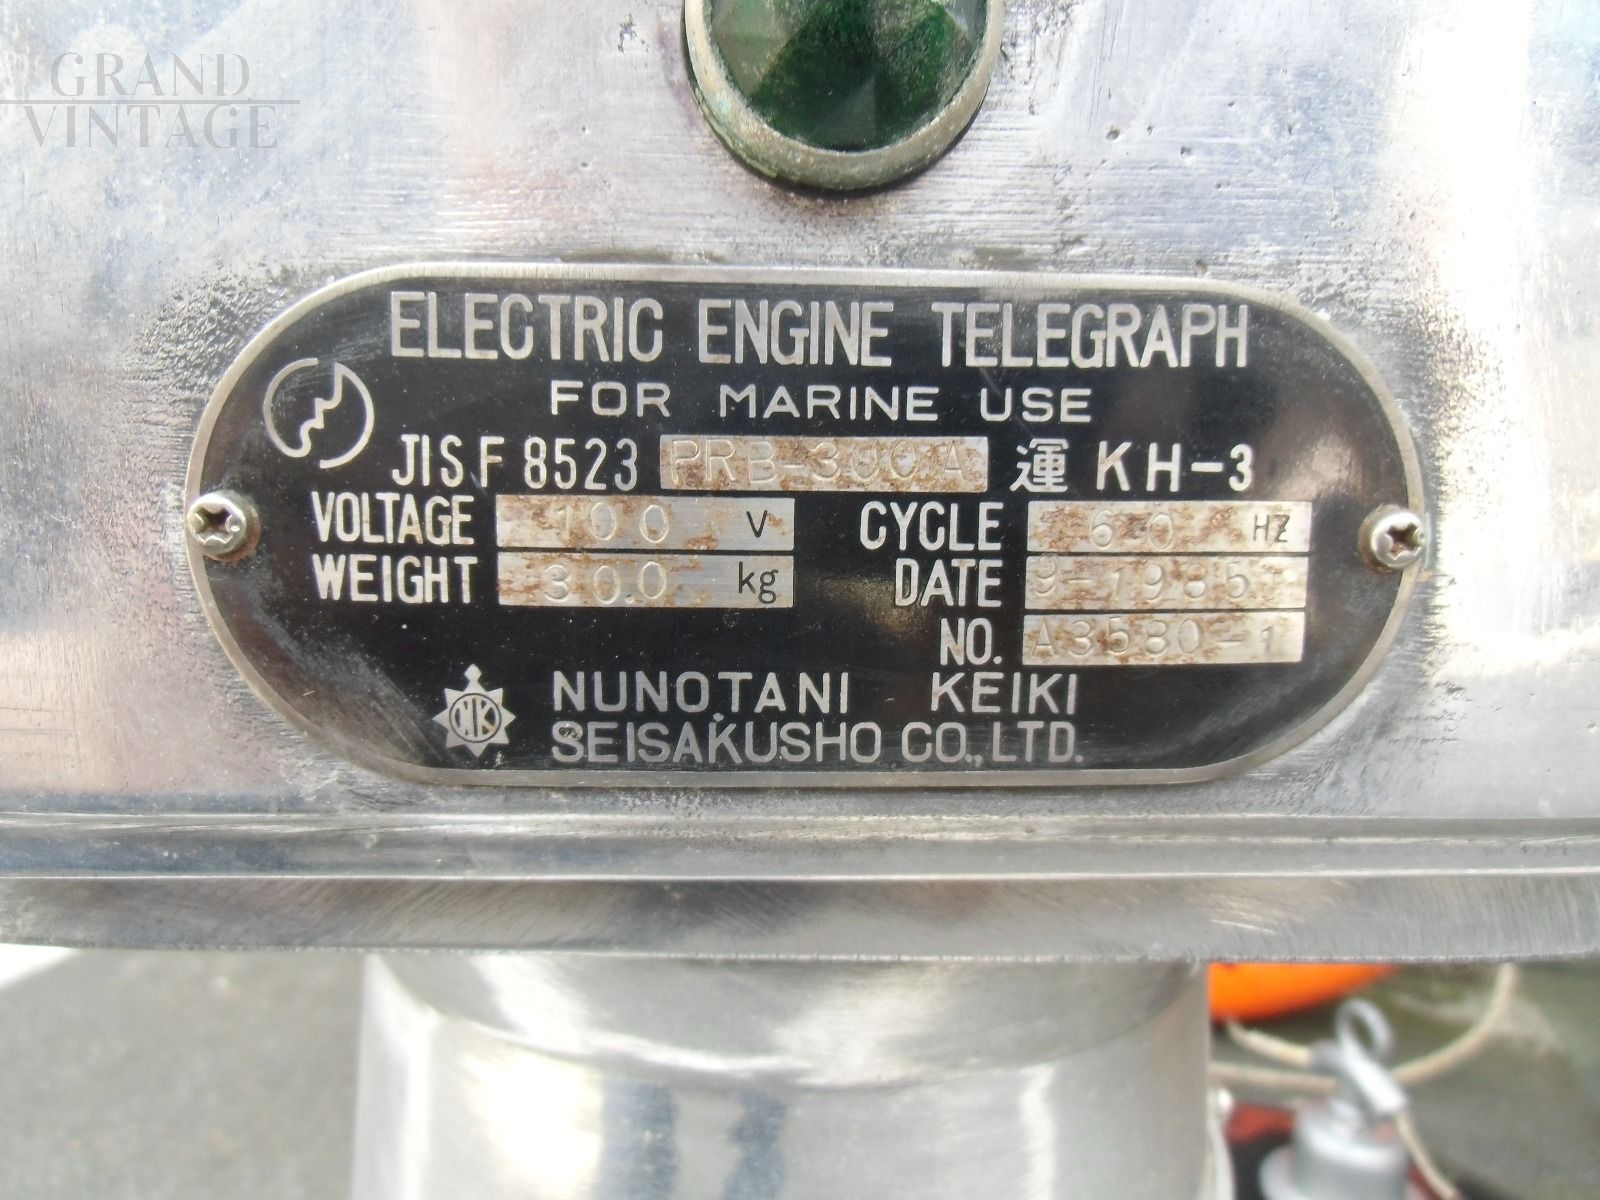 GRAND
VINTAGE
ELECTRIC ENGINE TELEGRAPH
FOR MARINE USE
JIS F 8523 PRB-300A 運 KH-3
VOLTAGE 100 V CYCLE 60 HZ
WEIGHT 300 kg DATE 9-1985
NO. A3580-1
NUNOTANI KEIKI
SEISAKUSHO CO., LTD.